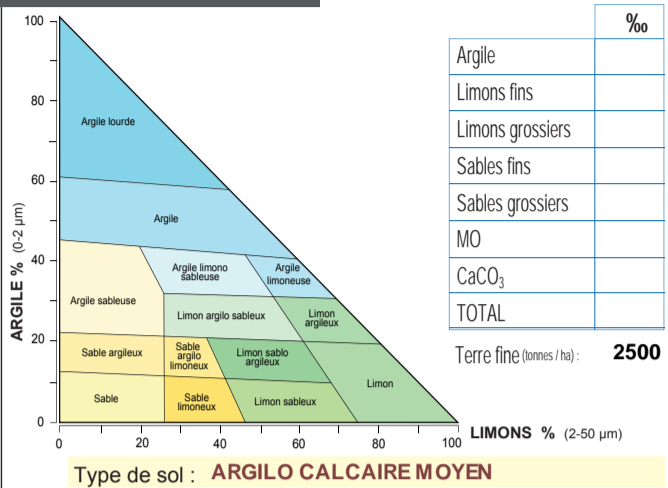 ARGILE % (0-2 µm)
100
80
60
40
20
0
Argile lourde
Argile
Argile limono
sableuse
Argile
limoneuse
Argile sableuse
Limon argilo sableux
Limon
argileux
Sable argileux
Sable
argilo
limoneux
Limon sablo
argileux
Limon
Sable
Sable
limoneux
Limon sableux
0
20
40
60
80
100
LIMONS % (2-50 µm)
‰
Argile
Limons fins
Limons grossiers
Sables fins
Sables grossiers
MO
CaCO₃
TOTAL
Terre fine (tonnes / ha) : 2500
Type de sol : ARGILO CALCAIRE MOYEN